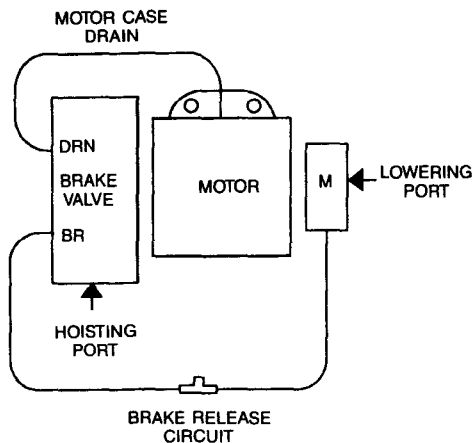 MOTOR CASE
DRAIN
DRN
BRAKE
VALVE
BR
MOTOR
M
LOWERING
PORT
HOISTING
PORT
BRAKE RELEASE
CIRCUIT